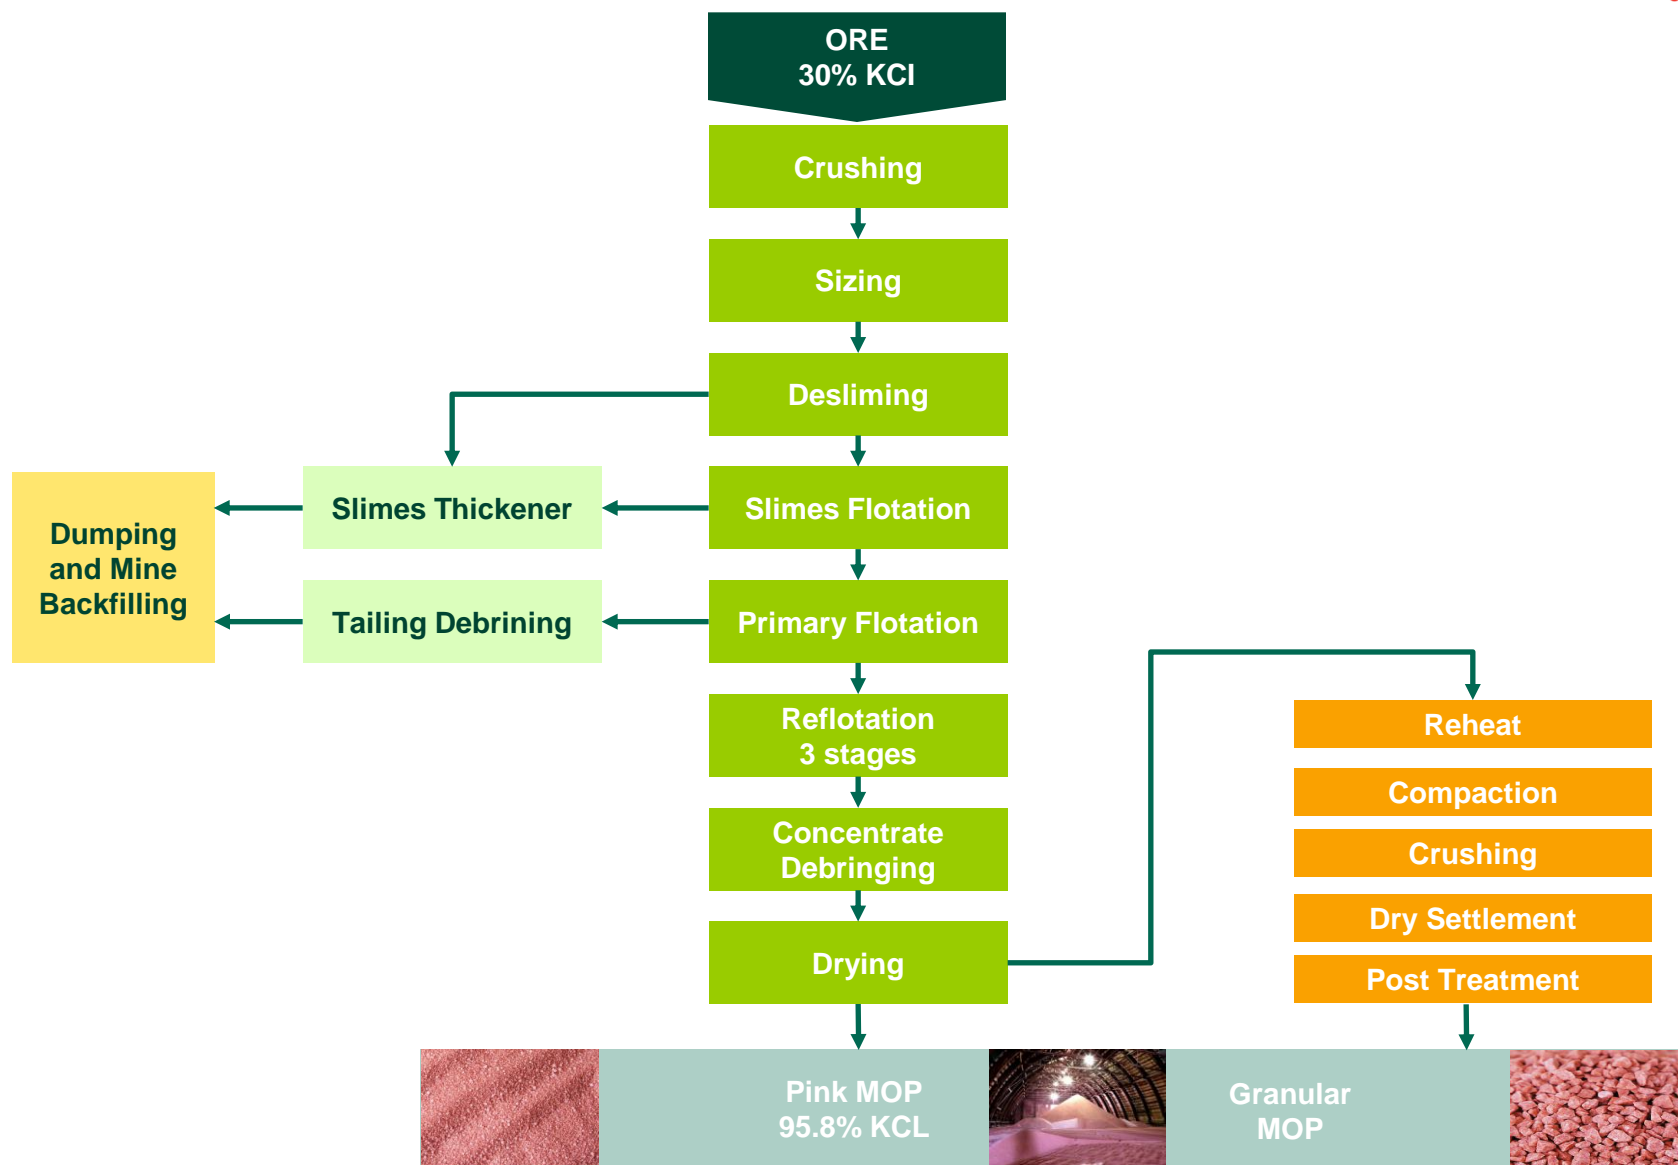 ORE
30% KCl
Crushing
Sizing
Desliming
Slimes Thickener
Slimes Flotation
Dumping
and Mine
Backfilling
Tailing Debrining
Primary Flotation
Reflotation
3 stages
Concentrate
Debringing
Drying
Reheat
Compaction
Crushing
Dry Settlement
Post Treatment
Pink MOP
95.8% KCL
Granular
MOP